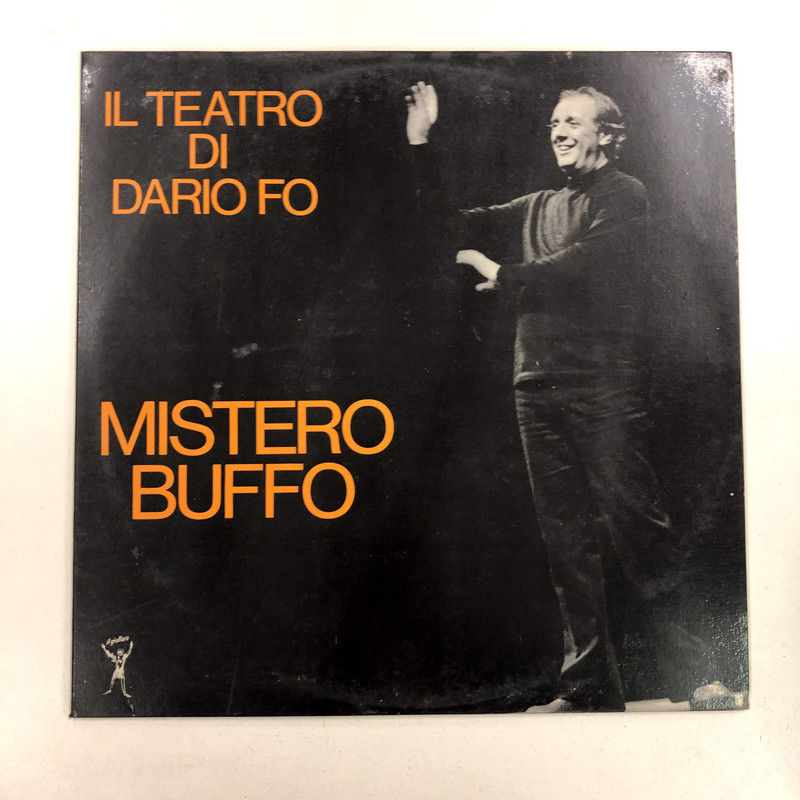 IL TEATRO
DI
DARIO FO
MISTERO
BUFFO